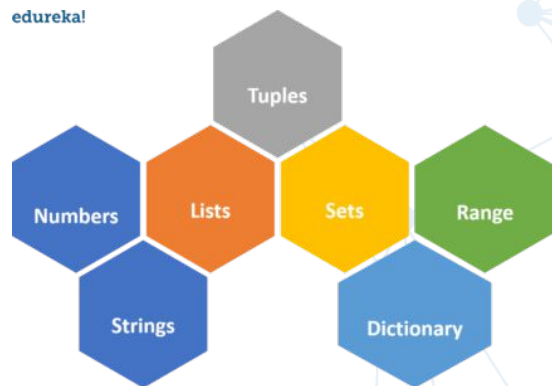 edureka!
Tuples
Numbers
Lists
Sets
Range
Strings
Dictionary